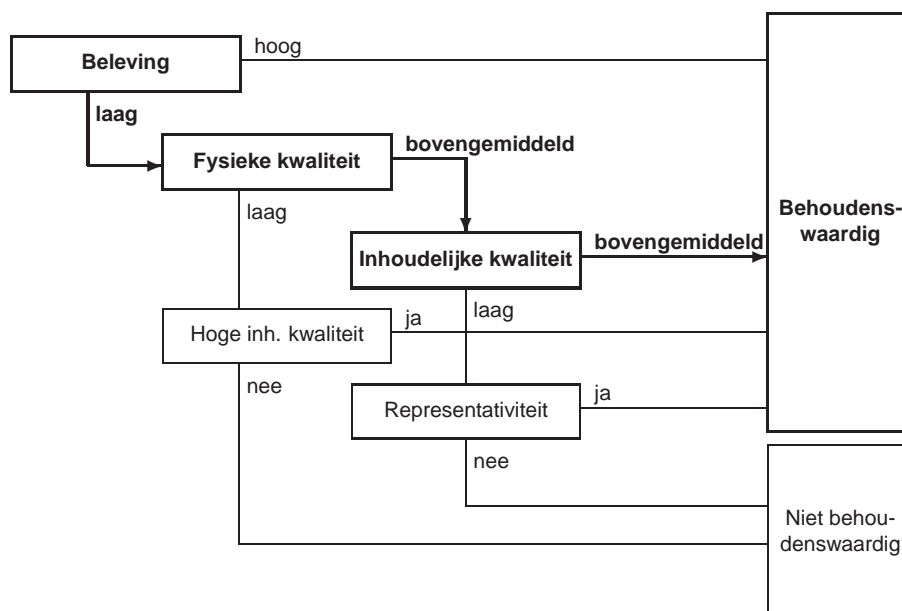 hoog
Beleving
laag
bovengemiddeld
Fysieke kwaliteit
laag
Behoudens-
waardig
bovengemiddeld
Inhoudelijke kwaliteit
laag
ja
Hoge inh. kwaliteit
nee
ja
Representativiteit
nee
Niet behou-
denswaardig